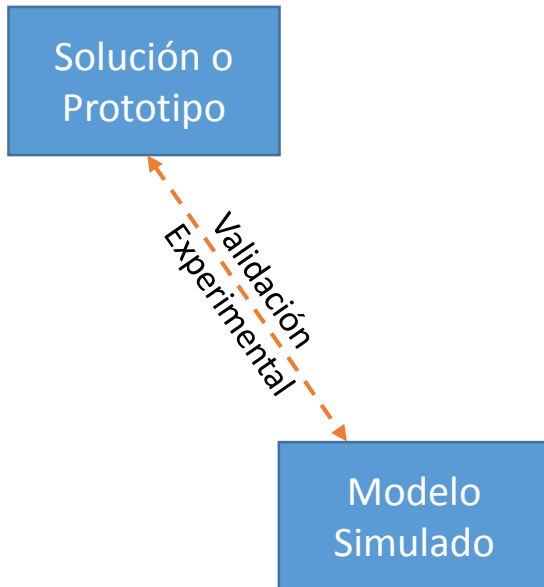 Solución o
Prototipo
Validación
Experimental
Modelo
Simulado